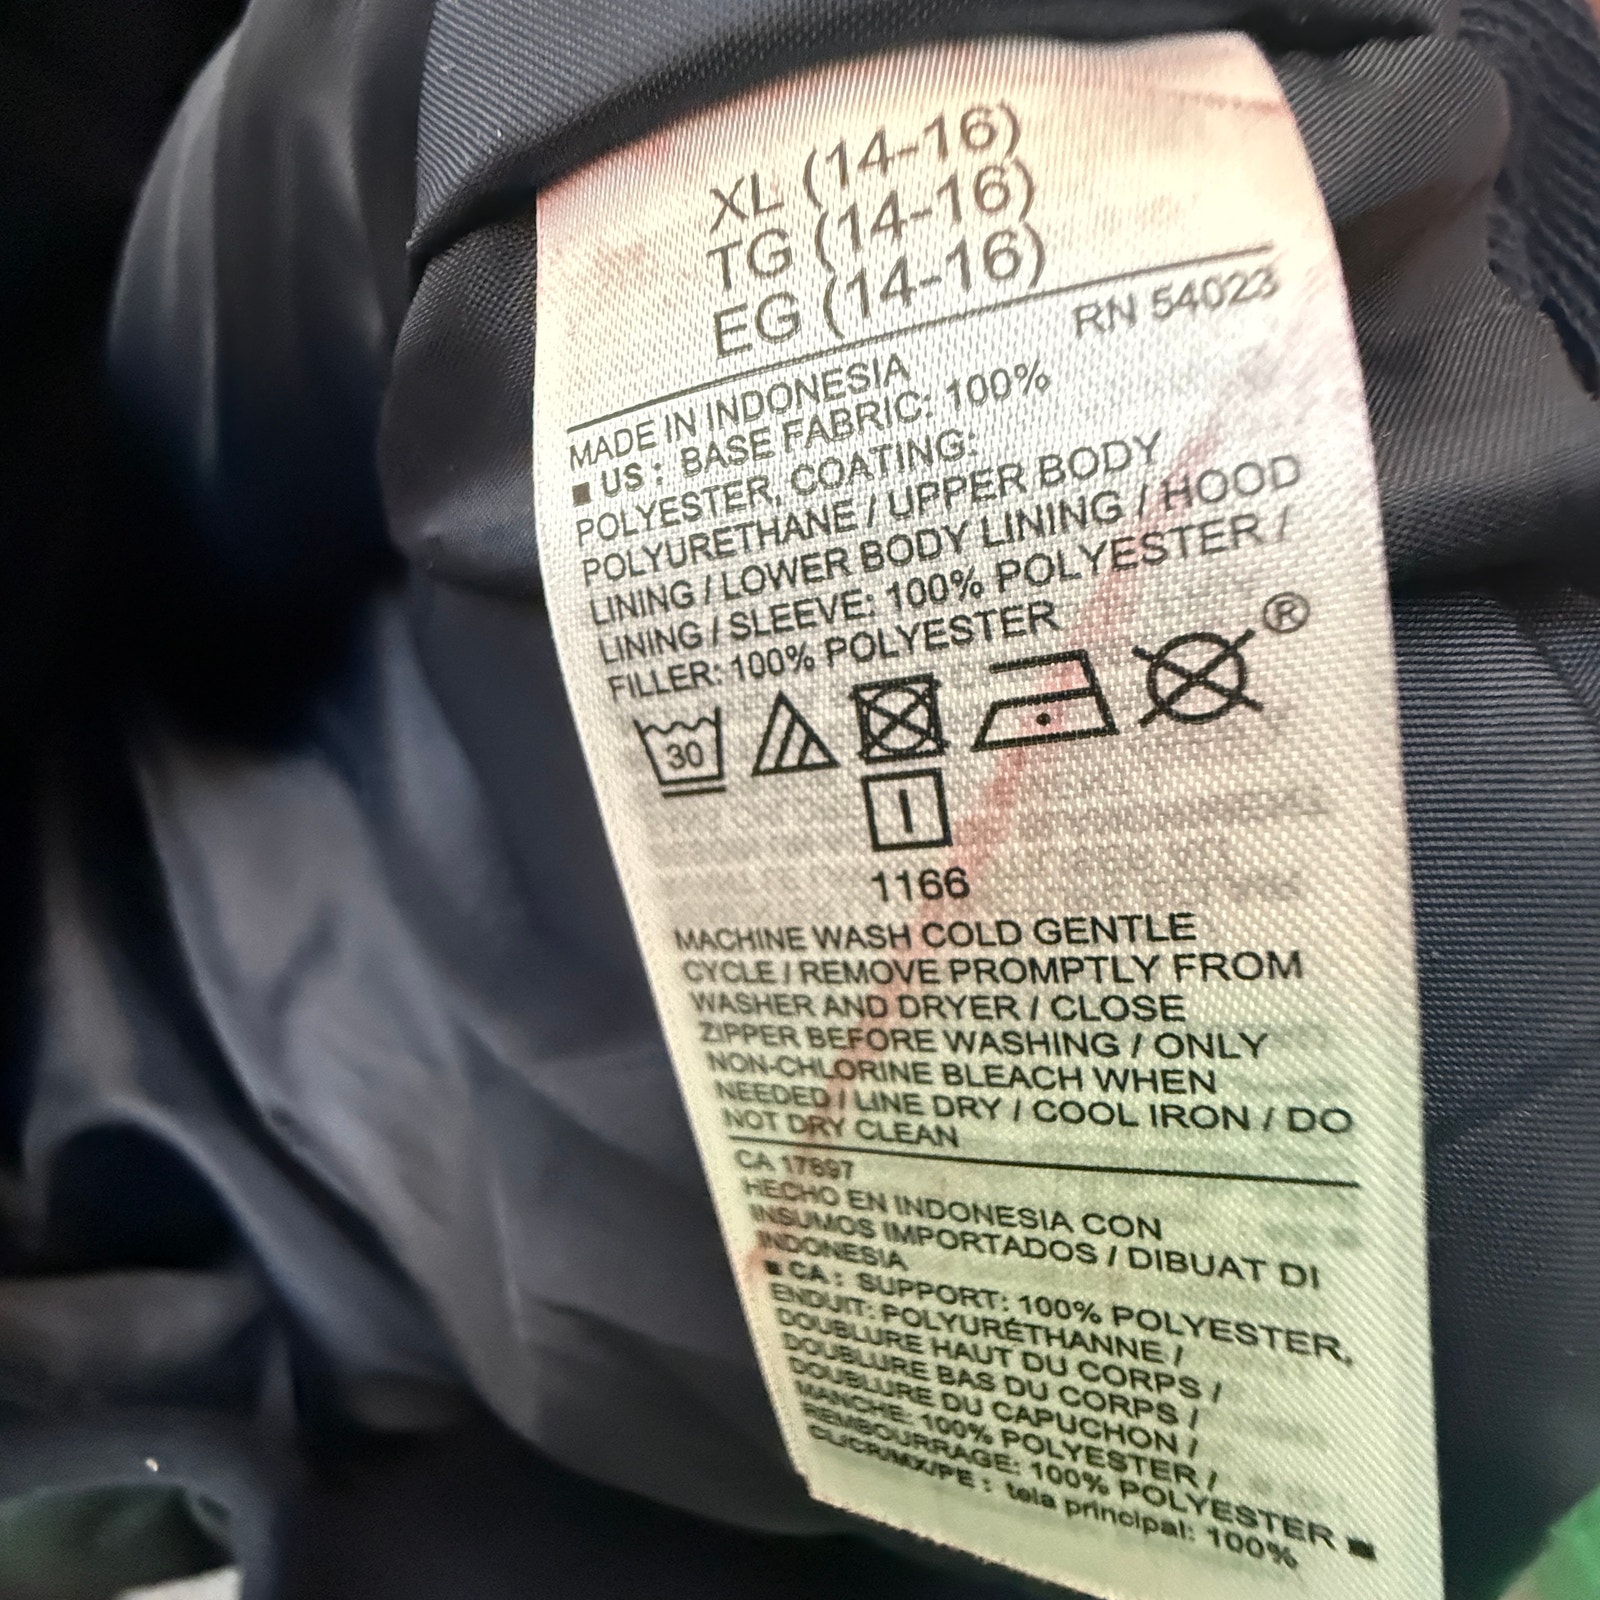 XL (14-16)
TG (14-16)
EG (14-16)
RN 54023
MADE IN INDONESIA
■ US : BASE FABRIC: 100%
POLYESTER, COATING:
POLYURETHANE / UPPER BODY
LINING / LOWER BODY LINING / HOOD
LINING / SLEEVE: 100% POLYESTER /
FILLER: 100% POLYESTER
30
®
1166
MACHINE WASH COLD GENTLE
CYCLE / REMOVE PROMPTLY FROM
WASHER AND DRYER / CLOSE
ZIPPER BEFORE WASHING / ONLY
NON-CHLORINE BLEACH WHEN
NEEDED / LINE DRY / COOL IRON / DO
NOT DRY CLEAN
CA 17897
HECHO EN INDONESIA CON
INSUMOS IMPORTADOS / DIBUAT DI
INDONESIA
■ CA : SUPPORT: 100% POLYESTER,
ENDUIT: POLYURÉTHANNE /
DOUBLURE HAUT DU CORPS /
DOUBLURE BAS DU CORPS /
DOUBLURE DU CAPUCHON /
MANCHE: 100% POLYESTER /
REMBOURRAGE: 100% POLYESTER ■
CL/CR/MX/PE : tela principal: 100%